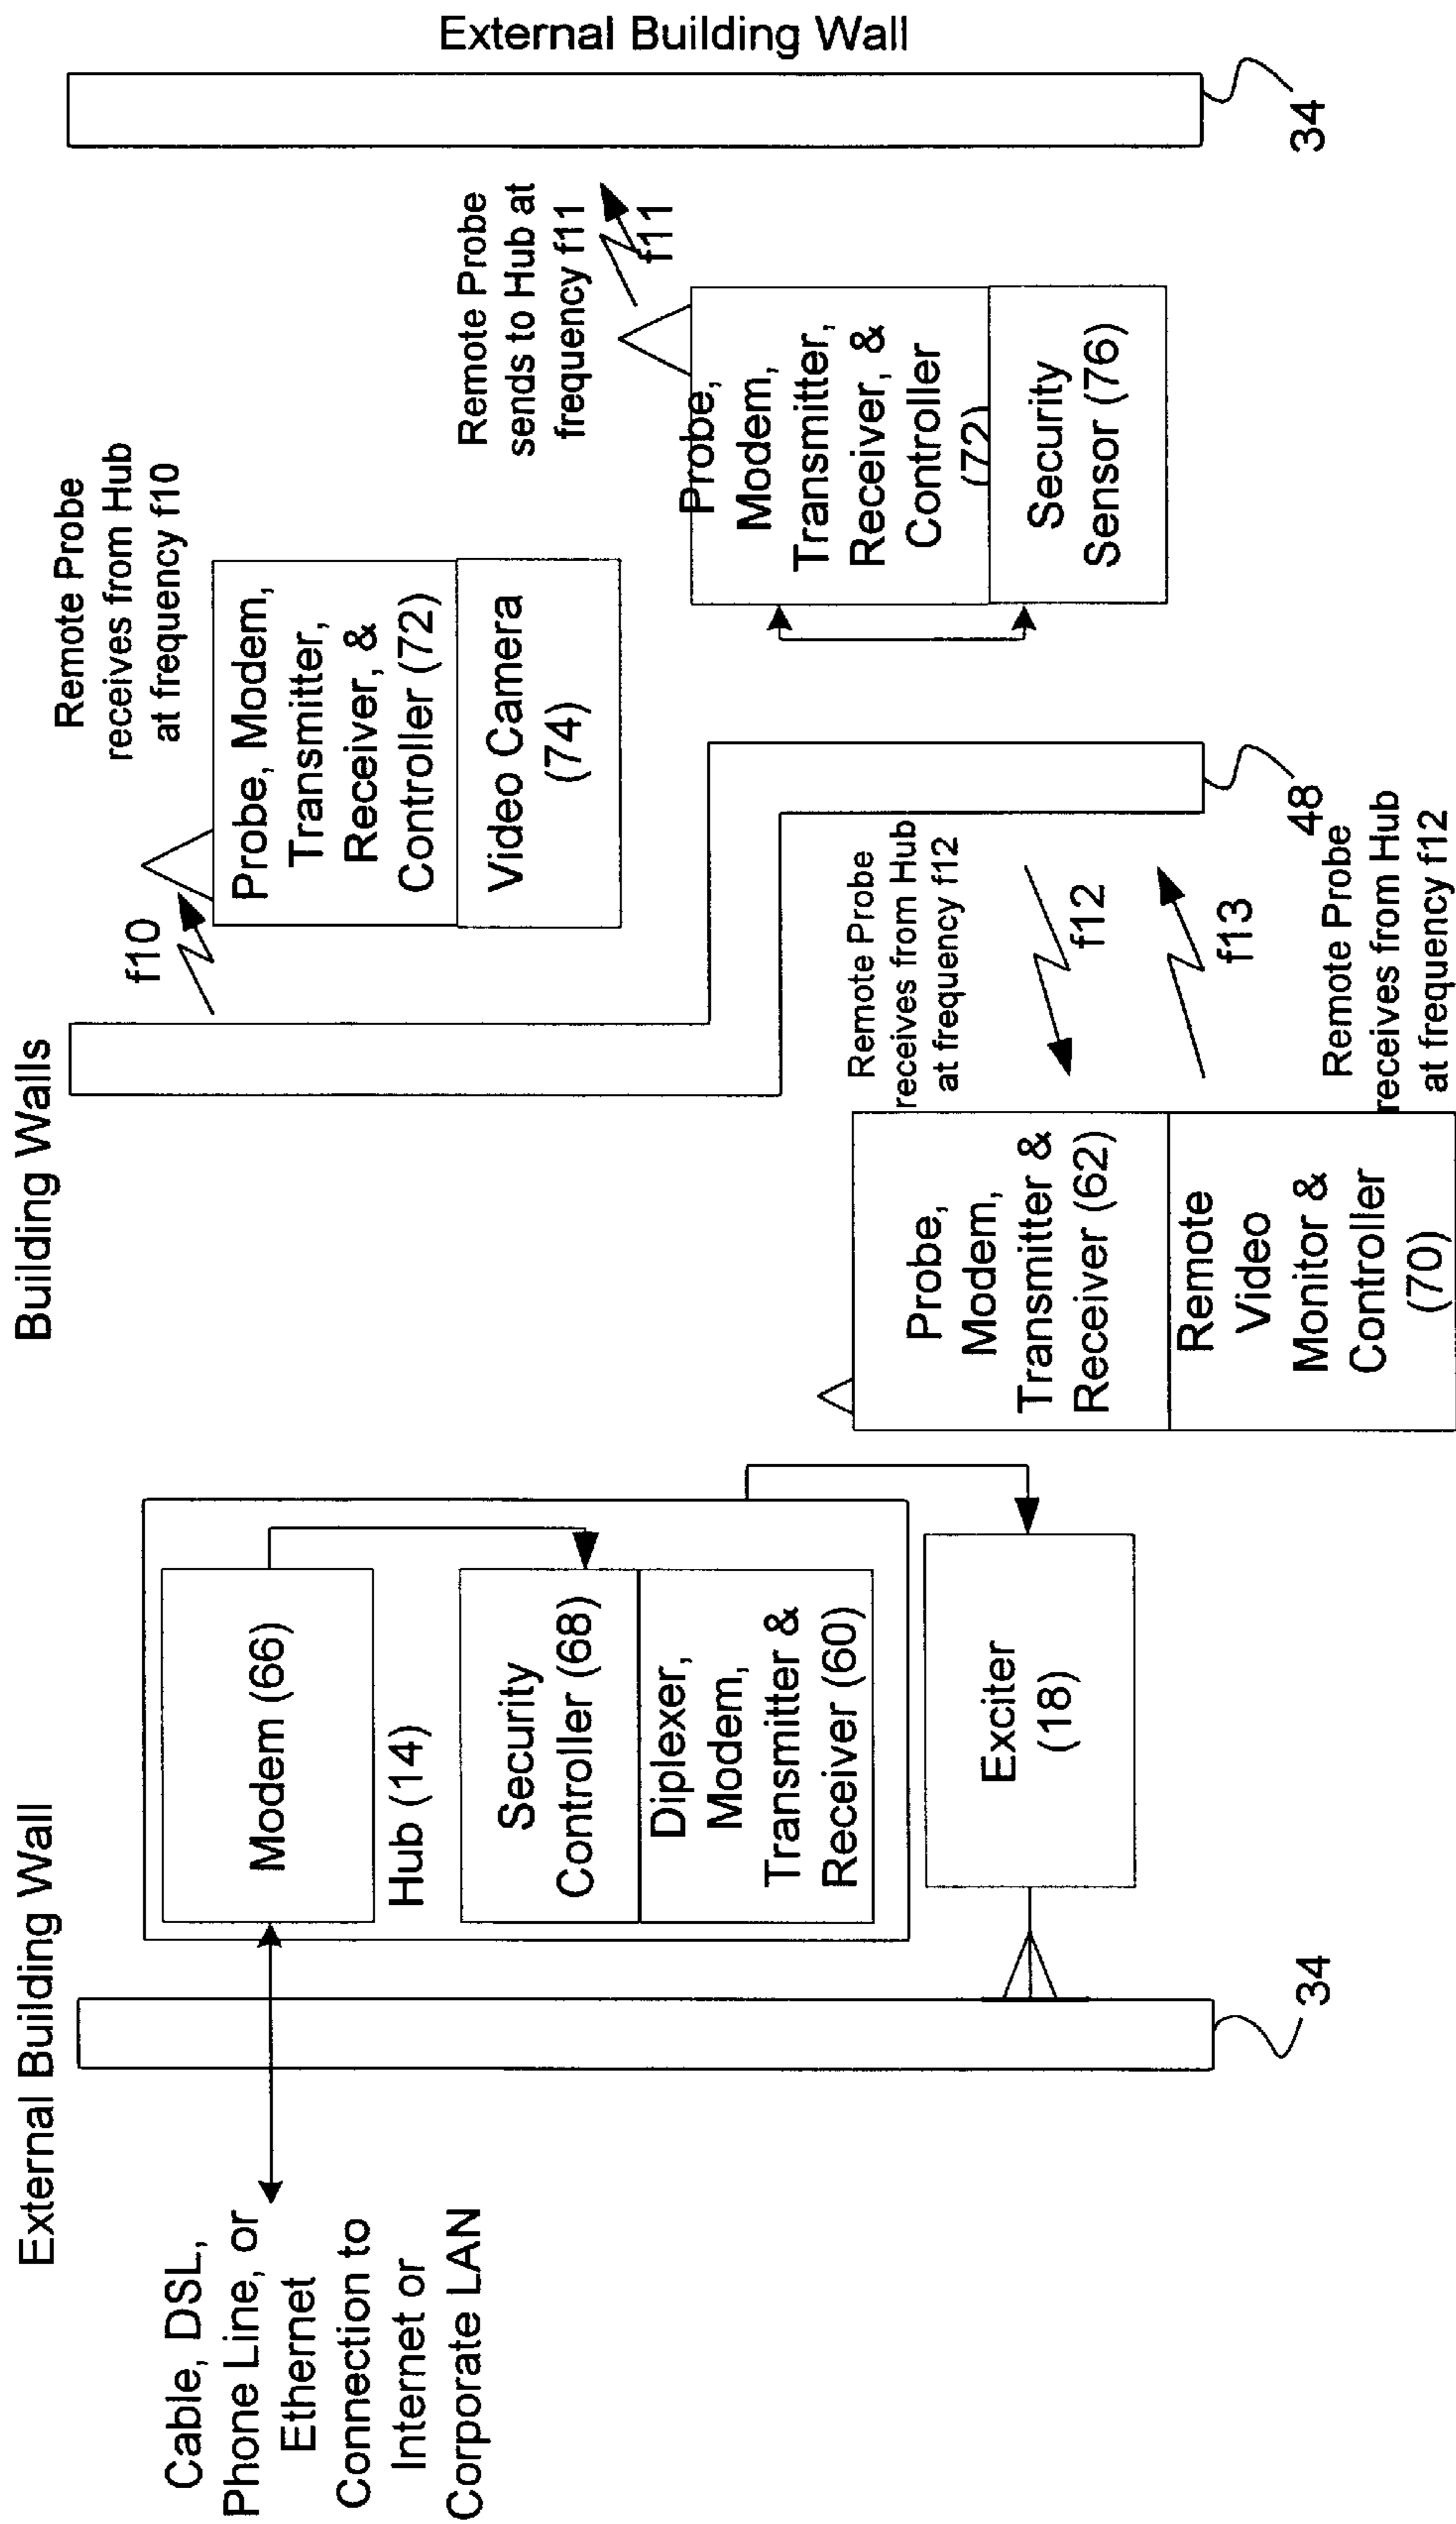 External Building Wall
Building Walls
External Building Wall
Cable, DSL,
Phone Line, or
Ethernet
Connection to
Internet or
Corporate LAN
34
Modem (66)
Hub (14)
Security
Controller (68)
Diplexer,
Modem,
Transmitter &
Receiver (60)
Exciter
(18)
f10
Remote Probe
receives from Hub
at frequency f10
Probe, Modem,
Transmitter,
Receiver, &
Controller (72)
Video Camera
(74)
Remote Probe
sends to Hub at
frequency f11
f11
Probe,
Modem,
Transmitter,
Receiver, &
Controller
(72)
Security
Sensor (76)
34
48
Remote Probe
receives from Hub
at frequency f12
f12
f13
Remote Probe
receives from Hub
at frequency f12
Probe,
Modem,
Transmitter &
Receiver (62)
Remote
Video
Monitor &
Controller
(70)